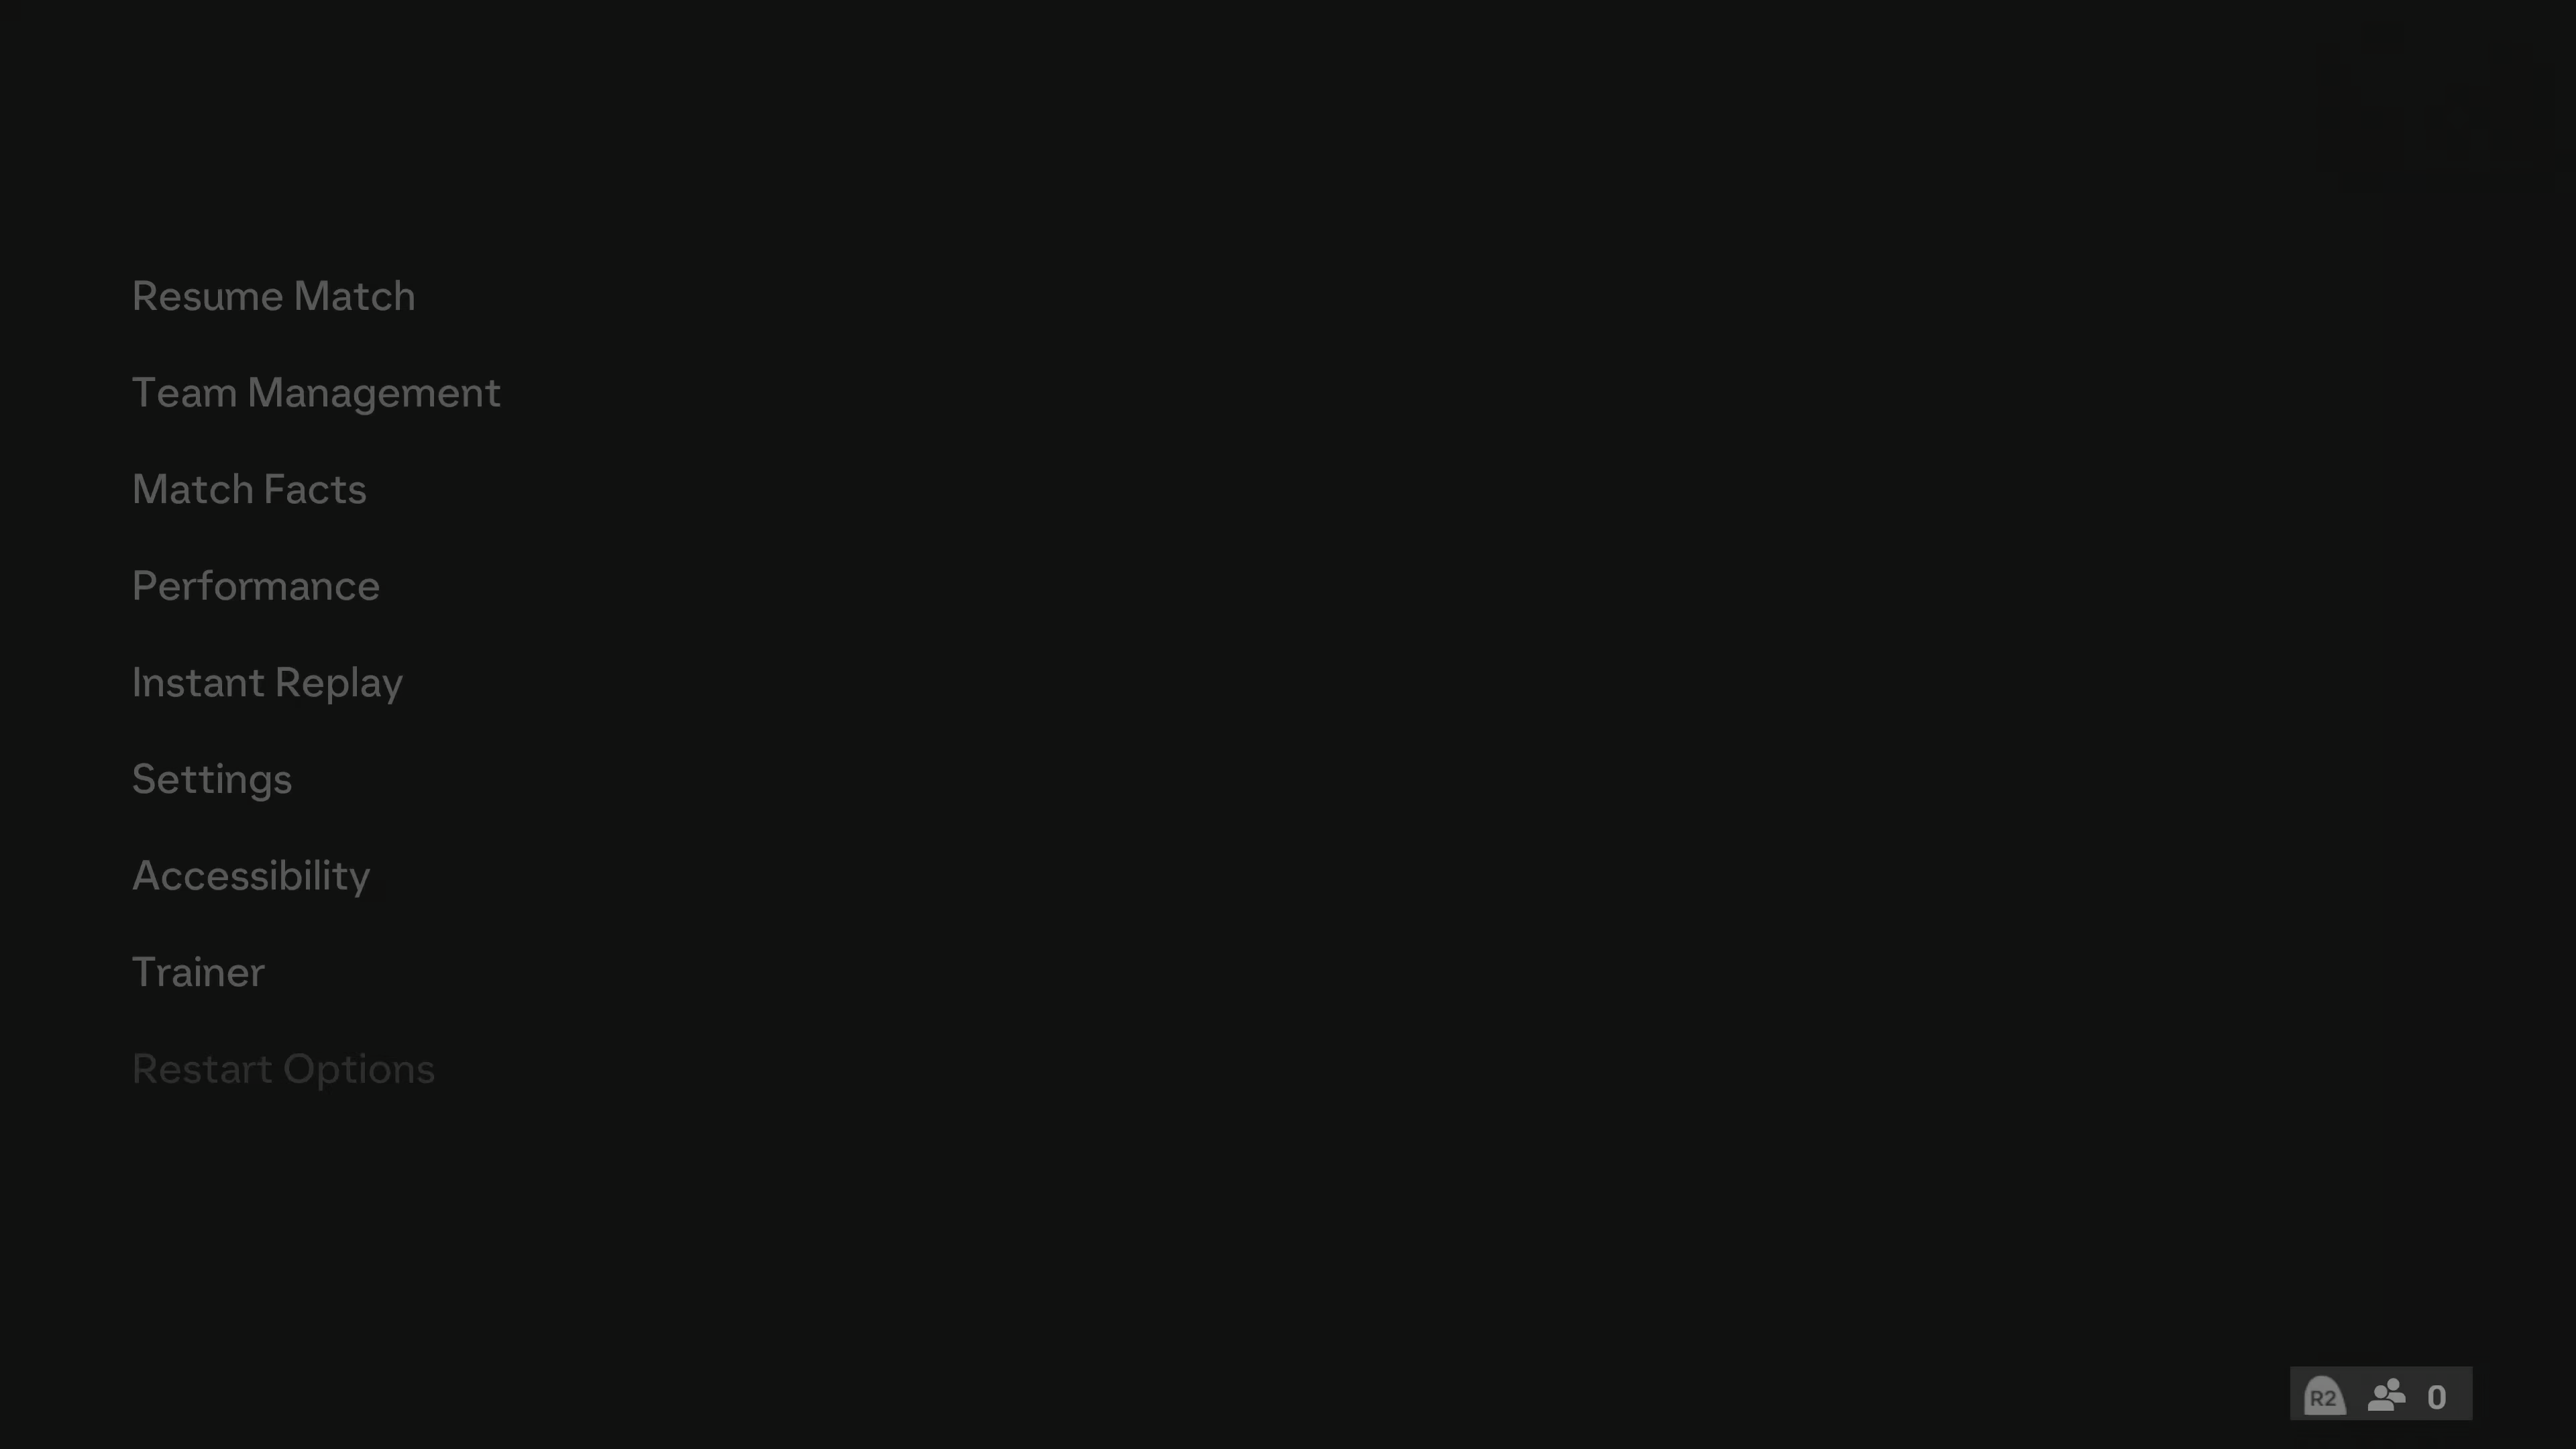 Resume Match
Team Management
Match Facts
Performance
Instant Replay
Settings
Accessibility
Trainer
Restart Options
R2 0